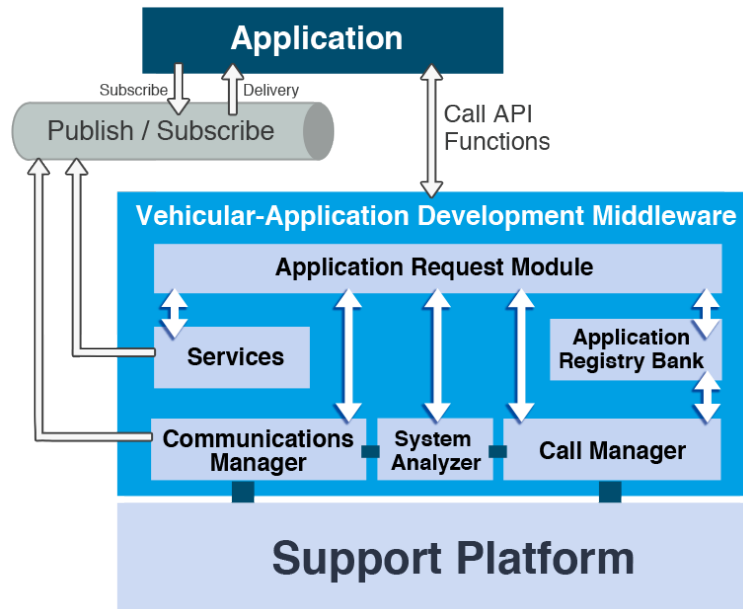 Application
Subscribe
Delivery
Publish / Subscribe
Call API
Functions
Vehicular-Application Development Middleware
Application Request Module
Services
Application
Registry Bank
Communications
Manager
System
Analyzer
Call Manager
Support Platform